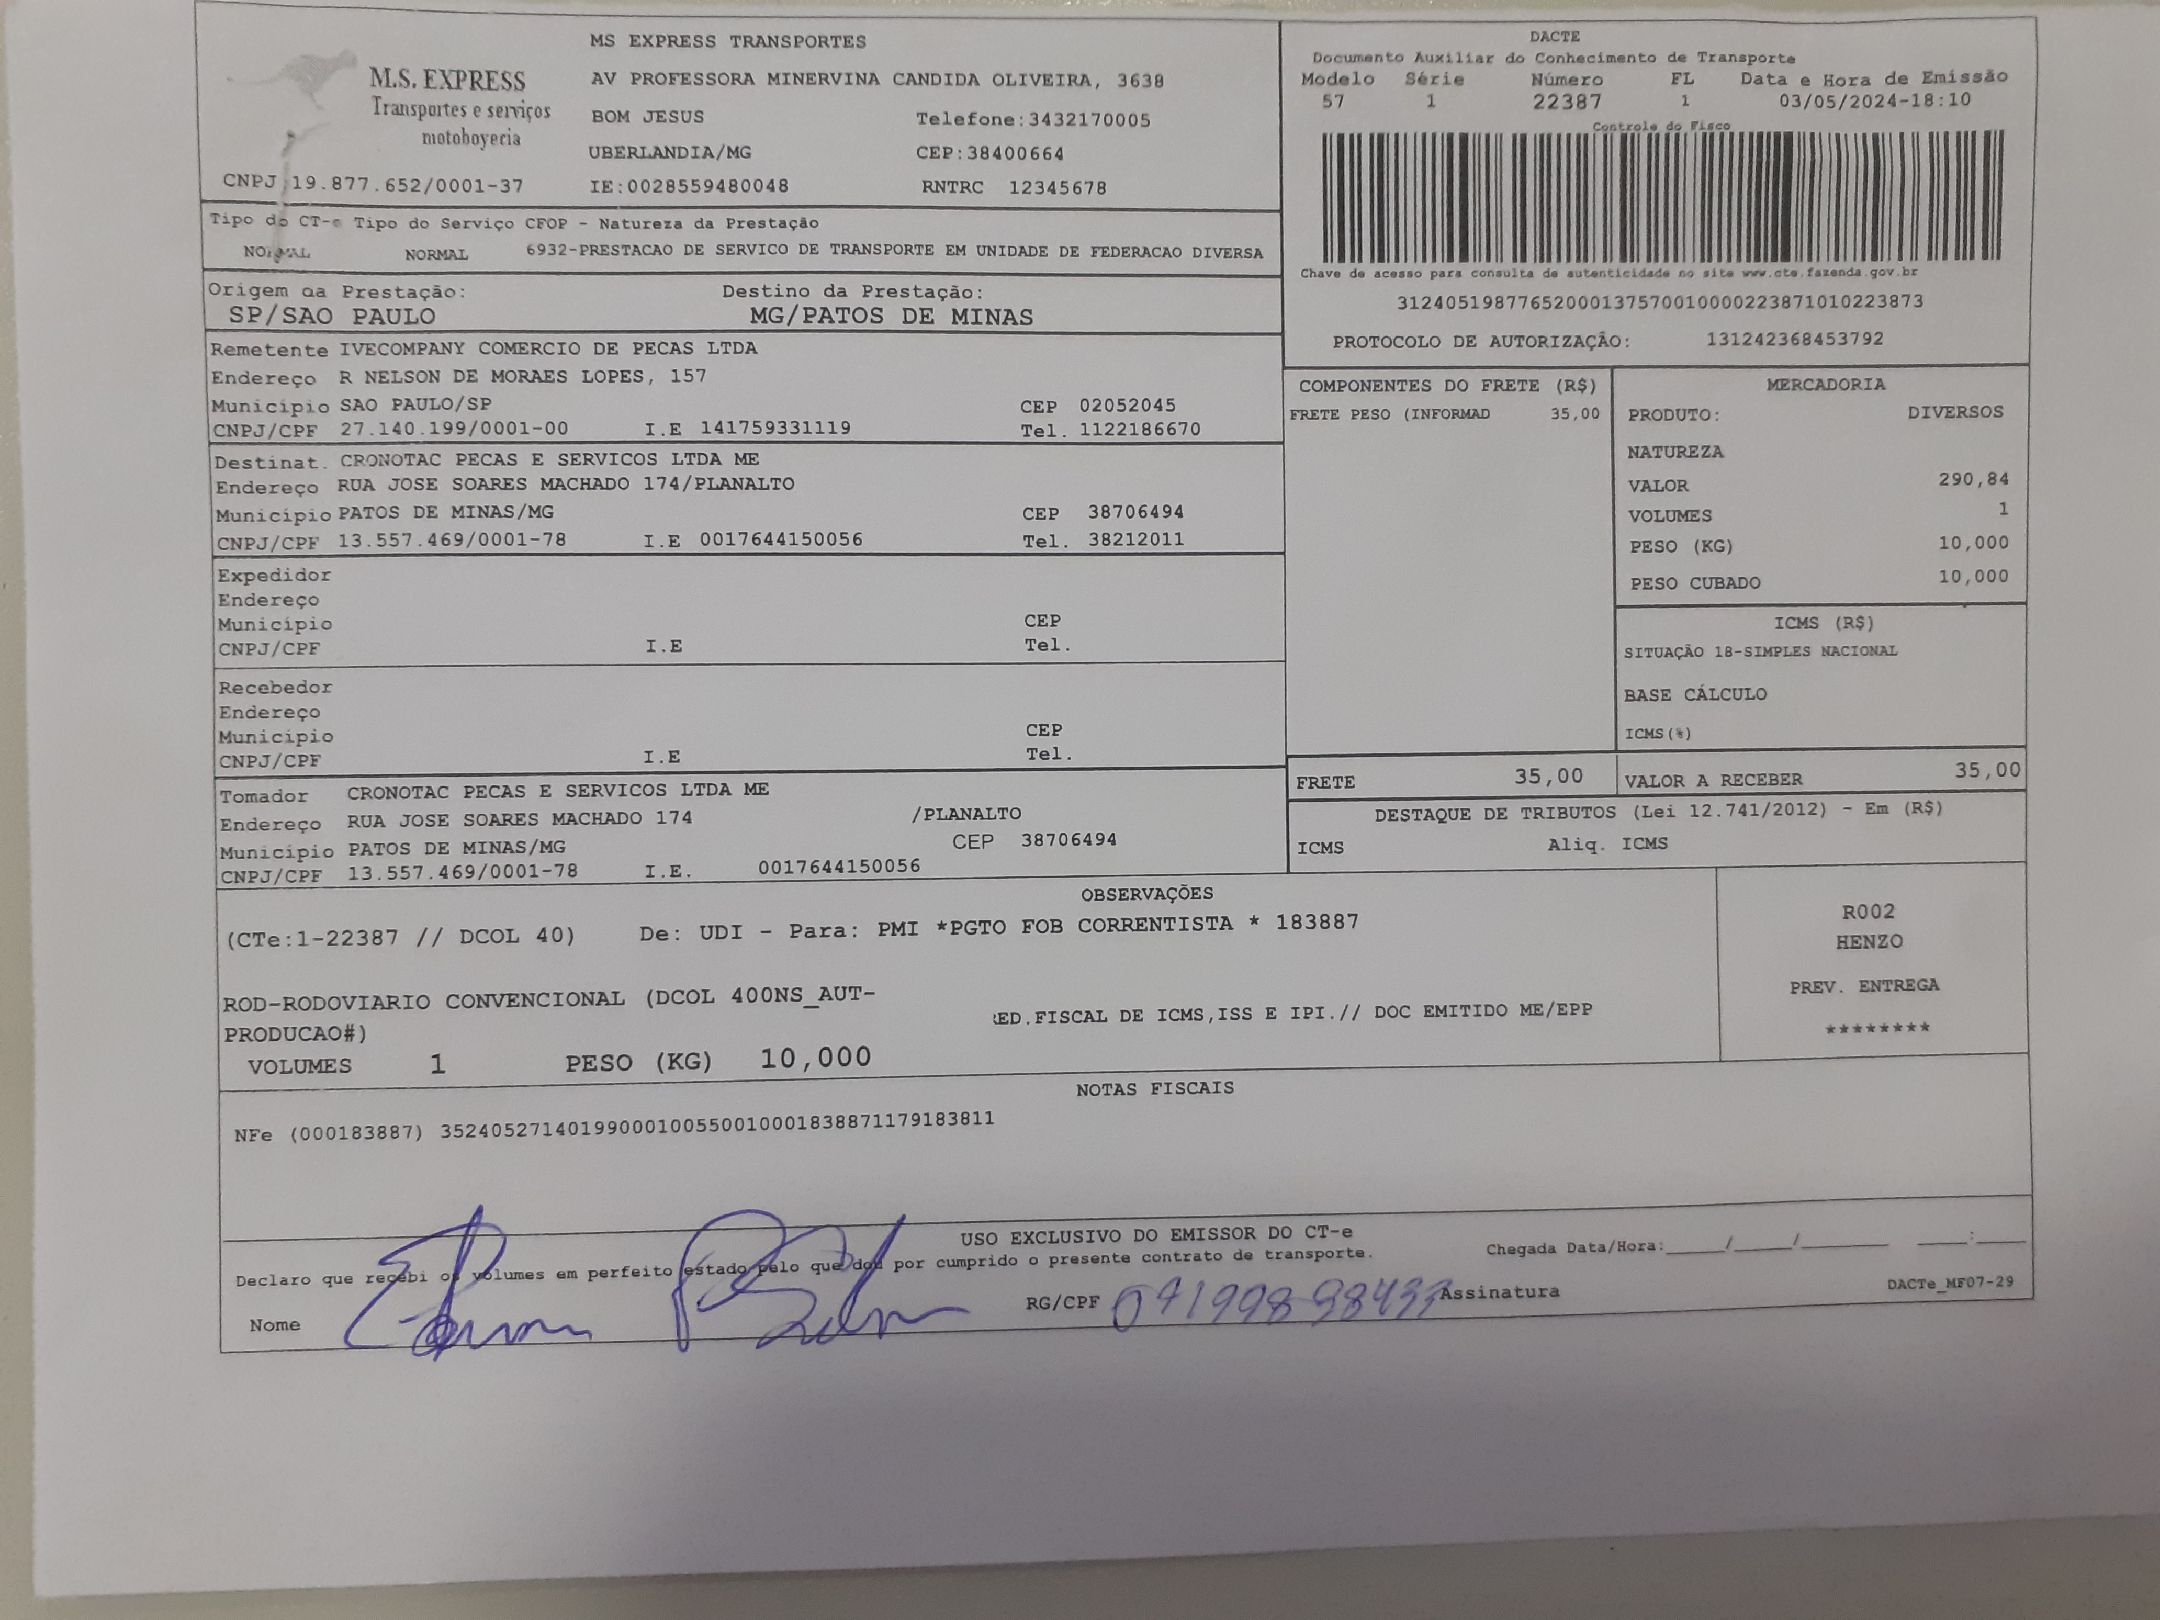 M.S. EXPRESS
Transportes e serviços
motoboyeria
CNPJ 19.877.652/0001-37
MS EXPRESS TRANSPORTES
AV PROFESSORA MINERVINA CANDIDA OLIVEIRA, 3638
BOM JESUS Telefone:3432170005
UBERLANDIA/MG CEP:38400664
IE:0028559480048 RNTRC 12345678
DACTE
Documento Auxiliar do Conhecimento de Transporte
Modelo Série Número FL Data e Hora de Emissão
57 1 22387 1 03/05/2024-18:10
Controle do Fisco
Chave de acesso para consulta de autenticidade no site www.cte.fazenda.gov.br
31240519877652000137570010000223871010223873
PROTOCOLO DE AUTORIZAÇÃO: 131242368453792
Tipo do CT-e Tipo do Serviço CFOP - Natureza da Prestação
NORMAL NORMAL 6932-PRESTACAO DE SERVICO DE TRANSPORTE EM UNIDADE DE FEDERACAO DIVERSA
Origem da Prestação: Destino da Prestação:
SP/SAO PAULO MG/PATOS DE MINAS
Remetente IVECOMPANY COMERCIO DE PECAS LTDA
Endereço R NELSON DE MORAES LOPES, 157
Município SAO PAULO/SP CEP 02052045
CNPJ/CPF 27.140.199/0001-00 I.E 141759331119 Tel. 1122186670
Destinat. CRONOTAC PECAS E SERVICOS LTDA ME
Endereço RUA JOSE SOARES MACHADO 174/PLANALTO
Município PATOS DE MINAS/MG CEP 38706494
CNPJ/CPF 13.557.469/0001-78 I.E 0017644150056 Tel. 38212011
Expedidor
Endereço
Município CEP
CNPJ/CPF I.E Tel.
Recebedor
Endereço
Município CEP
CNPJ/CPF I.E Tel.
Tomador CRONOTAC PECAS E SERVICOS LTDA ME
Endereço RUA JOSE SOARES MACHADO 174 /PLANALTO
Município PATOS DE MINAS/MG CEP 38706494
CNPJ/CPF 13.557.469/0001-78 I.E. 0017644150056
COMPONENTES DO FRETE (R$)
FRETE PESO (INFORMAD 35,00
MERCADORIA
PRODUTO: DIVERSOS
NATUREZA
VALOR 290,84
VOLUMES 1
PESO (KG) 10,000
PESO CUBADO 10,000
ICMS (R$)
SITUAÇÃO 18-SIMPLES NACIONAL
BASE CÁLCULO
ICMS(%)
FRETE 35,00 VALOR A RECEBER 35,00
DESTAQUE DE TRIBUTOS (Lei 12.741/2012) - Em (R$)
ICMS Aliq. ICMS
OBSERVAÇÕES
(CTe:1-22387 // DCOL 40) De: UDI - Para: PMI *PGTO FOB CORRENTISTA * 183887
ROD-RODOVIARIO CONVENCIONAL (DCOL 400NS_AUT-
PRODUCAO#)
RED.FISCAL DE ICMS,ISS E IPI.// DOC EMITIDO ME/EPP
VOLUMES 1 PESO (KG) 10,000
R002
HENZO
PREV. ENTREGA
********
NOTAS FISCAIS
NFe (000183887) 35240527140199000100550010001838871179183811
USO EXCLUSIVO DO EMISSOR DO CT-e
Declaro que recebi os volumes em perfeito estado pelo que dou por cumprido o presente contrato de transporte.
Chegada Data/Hora:_____/_____/_______ ____:____
Nome RG/CPF Assinatura
DACTe_MF07-29